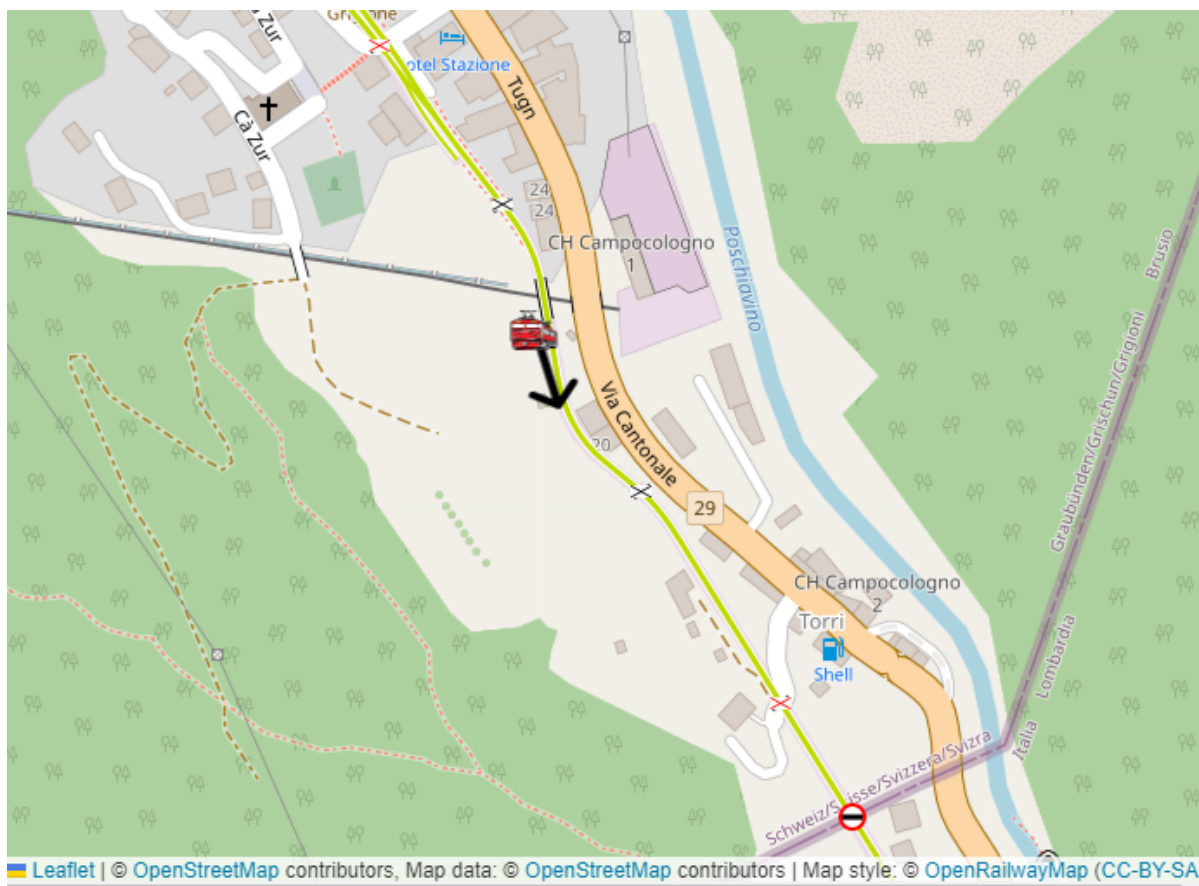 Zur
otel Stazione
Tugn
Cà Zur
24
24
CH Campocologno
1
Poschiavino
Brusio
Graubünden/Grischun/Grigioni
Via Cantonale
20
29
CH Campocologno
2
Torri
Shell
Lombardia
Italia
Schweiz/Suisse/Svizzera/Svizra
Leaflet | © OpenStreetMap contributors, Map data: © OpenStreetMap contributors | Map style: © OpenRailwayMap (CC-BY-SA